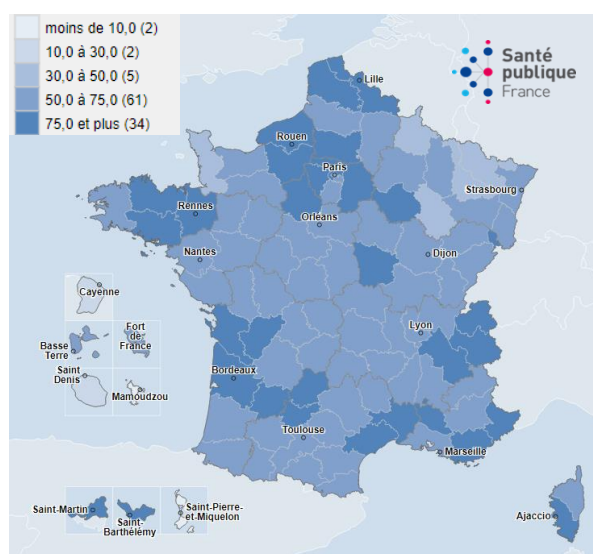 moins de 10,0 (2)
10,0 à 30,0 (2)
30,0 à 50,0 (5)
50,0 à 75,0 (61)
75,0 et plus (34)
Santé
publique
France
Lille
Rouen
Paris
Strasbourg
Rennes
Orléans
Nantes
Dijon
Cayenne
Lyon
Fort
de
France
Basse
Terre
Saint
Denis
Mamoudzou
Bordeaux
Toulouse
Marseille
Saint-Martin
Saint-
Barthélémy
Saint-Pierre-
et-Miquelon
Ajaccio